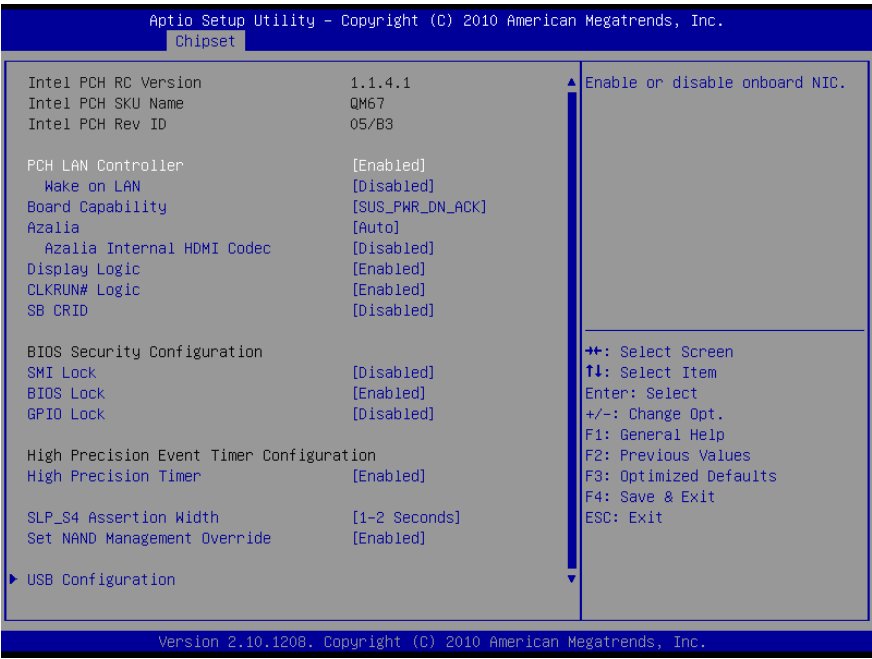 Aptio Setup Utility – Copyright (C) 2010 American Megatrends, Inc.
Chipset
Intel PCH RC Version 1.1.4.1
Intel PCH SKU Name QM67
Intel PCH Rev ID 05/B3
PCH LAN Controller [Enabled]
Wake on LAN [Disabled]
Board Capability [SUS_PWR_DN_ACK]
Azalia [Auto]
Azalia Internal HDMI Codec [Disabled]
Display Logic [Enabled]
CLKRUN# Logic [Enabled]
SB CRID [Disabled]
BIOS Security Configuration
SMI Lock [Disabled]
BIOS Lock [Enabled]
GPIO Lock [Disabled]
High Precision Event Timer Configuration
High Precision Timer [Enabled]
SLP_S4 Assertion Width [1-2 Seconds]
Set NAND Management Override [Enabled]
USB Configuration
Enable or disable onboard NIC.
→←: Select Screen
↑↓: Select Item
Enter: Select
+/-: Change Opt.
F1: General Help
F2: Previous Values
F3: Optimized Defaults
F4: Save & Exit
ESC: Exit
Version 2.10.1208. Copyright (C) 2010 American Megatrends, Inc.